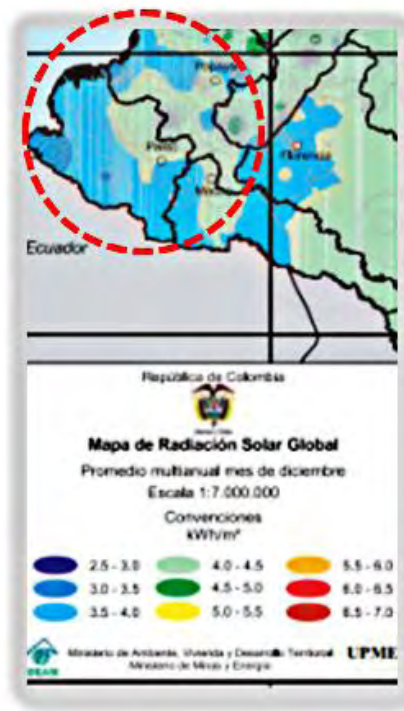 Popayán
Pasto
Florencia
Mocoa
Ecuador
República de Colombia
Mapa de Radiación Solar Global
Promedio multianual mes de diciembre
Escala 1:7.000.000
Convenciones
kWh/m²
2.5 - 3.0 4.0 - 4.5 5.5 - 6.0
3.0 - 3.5 4.5 - 5.0 6.0 - 6.5
3.5 - 4.0 5.0 - 5.5 6.5 - 7.0
IDEAM
Ministerio de Ambiente, Vivienda y Desarrollo Territorial UPME
Ministerio de Minas y Energía